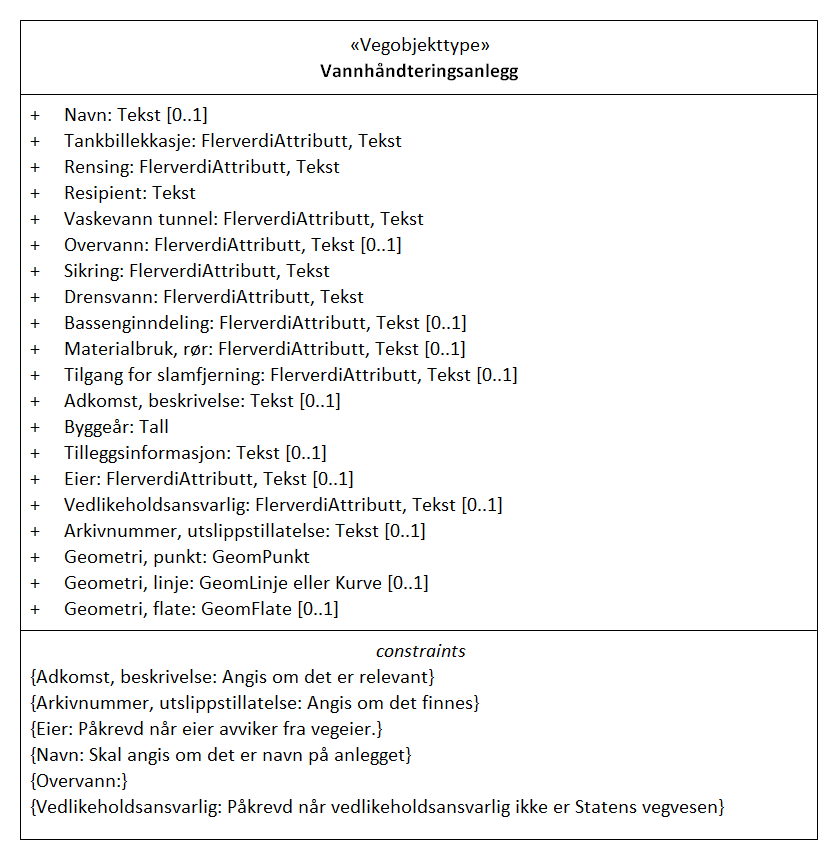 «Vegobjekttype»
Vannhåndteringsanlegg
+ Navn: Tekst [0..1]
+ Tankbillekkasje: FlerverdiAttributt, Tekst
+ Rensing: FlerverdiAttributt, Tekst
+ Resipient: Tekst
+ Vaskevann tunnel: FlerverdiAttributt, Tekst
+ Overvann: FlerverdiAttributt, Tekst [0..1]
+ Sikring: FlerverdiAttributt, Tekst
+ Drensvann: FlerverdiAttributt, Tekst
+ Bassenginndeling: FlerverdiAttributt, Tekst [0..1]
+ Materialbruk, rør: FlerverdiAttributt, Tekst [0..1]
+ Tilgang for slamfjerning: FlerverdiAttributt, Tekst [0..1]
+ Adkomst, beskrivelse: Tekst [0..1]
+ Byggeår: Tall
+ Tilleggsinformasjon: Tekst [0..1]
+ Eier: FlerverdiAttributt, Tekst [0..1]
+ Vedlikeholdsansvarlig: FlerverdiAttributt, Tekst [0..1]
+ Arkivnummer, utslippstillatelse: Tekst [0..1]
+ Geometri, punkt: GeomPunkt
+ Geometri, linje: GeomLinje eller Kurve [0..1]
+ Geometri, flate: GeomFlate [0..1]
constraints
{Adkomst, beskrivelse: Angis om det er relevant}
{Arkivnummer, utslippstillatelse: Angis om det finnes}
{Eier: Påkrevd når eier avviker fra vegeier.}
{Navn: Skal angis om det er navn på anlegget}
{Overvann:}
{Vedlikeholdsansvarlig: Påkrevd når vedlikeholdsansvarlig ikke er Statens vegvesen}